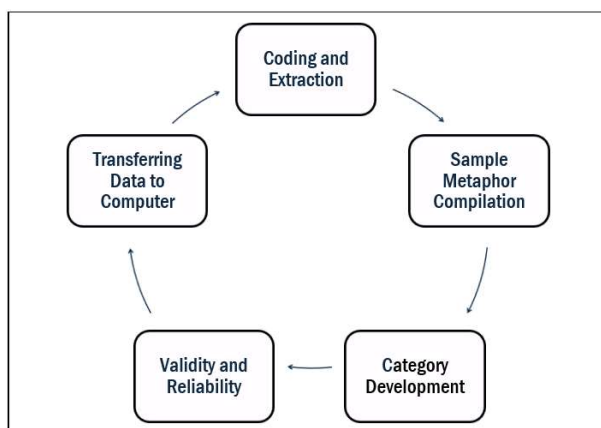 Coding and
Extraction
Sample
Metaphor
Compilation
Category
Development
Validity and
Reliability
Transferring
Data to
Computer